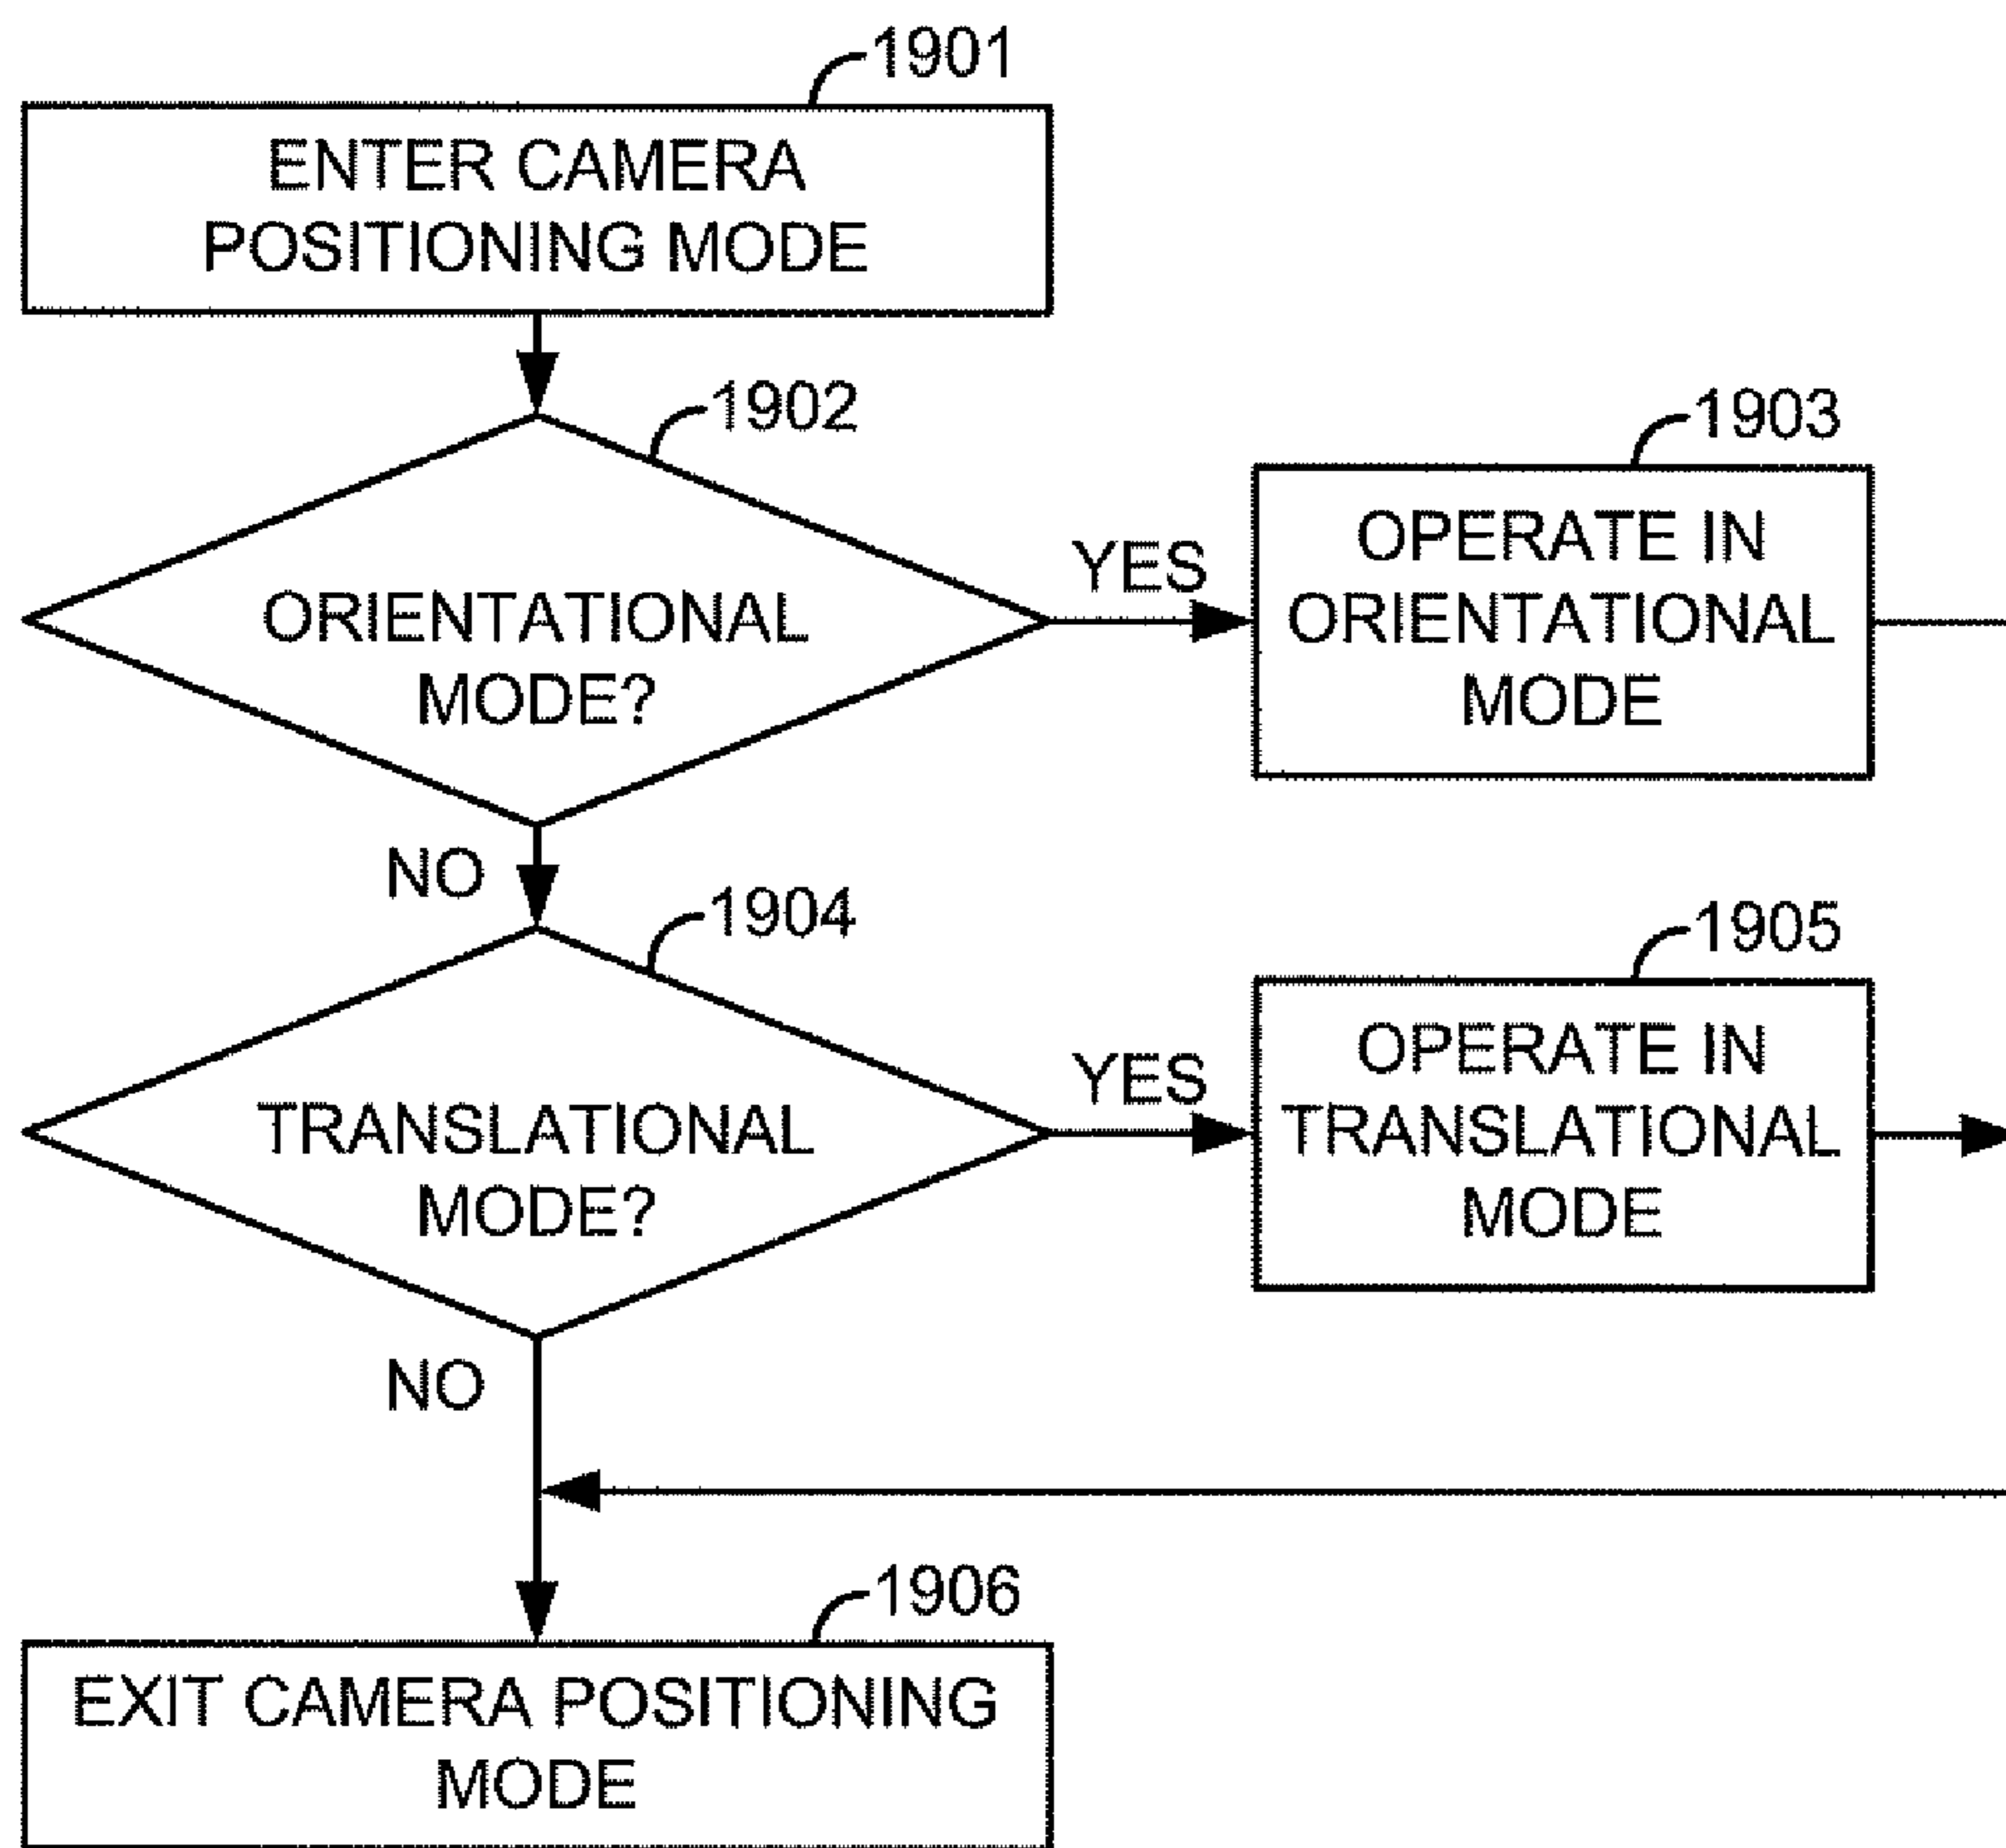 1901
ENTER CAMERA
POSITIONING MODE
1902
ORIENTATIONAL
MODE?
YES
1903
OPERATE IN
ORIENTATIONAL
MODE
NO
1904
TRANSLATIONAL
MODE?
YES
1905
OPERATE IN
TRANSLATIONAL
MODE
NO
1906
EXIT CAMERA POSITIONING
MODE